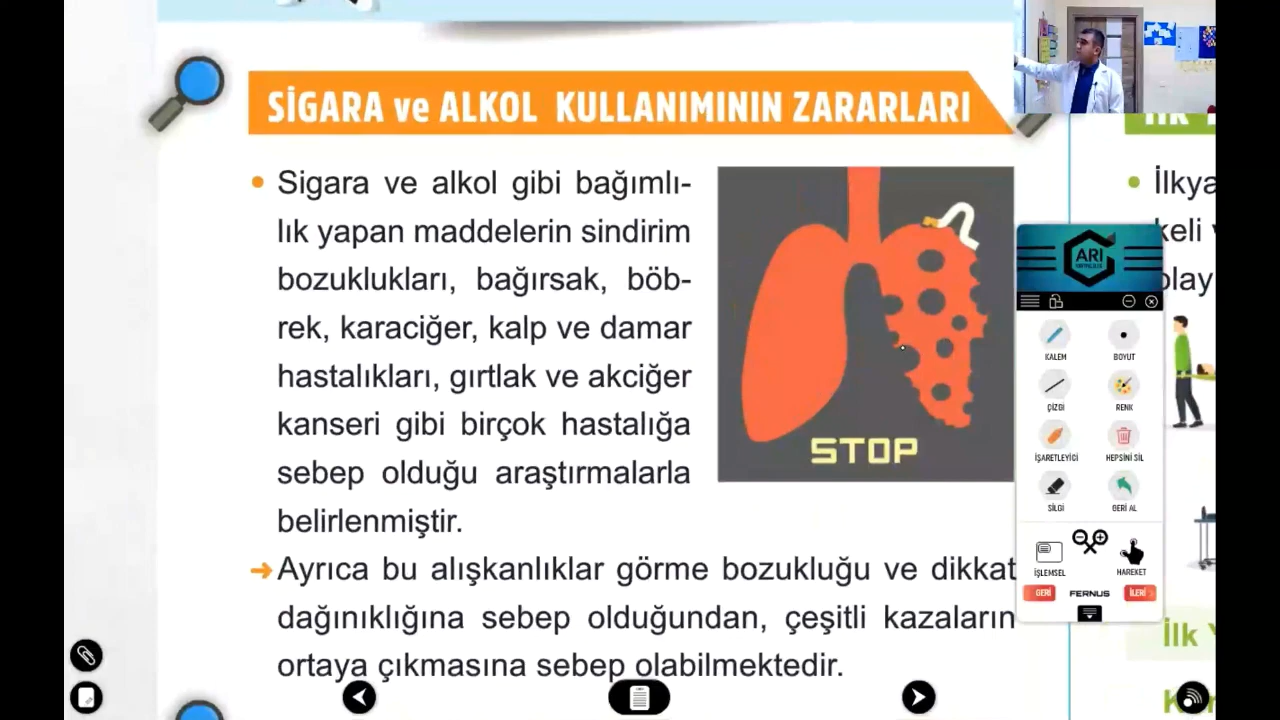 SİGARA ve ALKOL KULLANIMININ ZARARLARI
Sigara ve alkol gibi bağımlı-
lık yapan maddelerin sindirim
bozuklukları, bağırsak, böb-
rek, karaciğer, kalp ve damar
hastalıkları, gırtlak ve akciğer
kanseri gibi birçok hastalığa
sebep olduğu araştırmalarla
belirlenmiştir.
STOP
➔ Ayrıca bu alışkanlıklar görme bozukluğu ve dikkat
dağınıklığına sebep olduğundan, çeşitli kazaların
ortaya çıkmasına sebep olabilmektedir.
İlkya
keli
olay
İlk
ARI
KALEM
BOYUT
ÇİZGİ
RENK
İŞARETLEYİCİ
HEPSİNİ SİL
SİLGİ
GERİ AL
İŞLEMSEL
HAREKET
GERİ
FERNUS
İLERİ